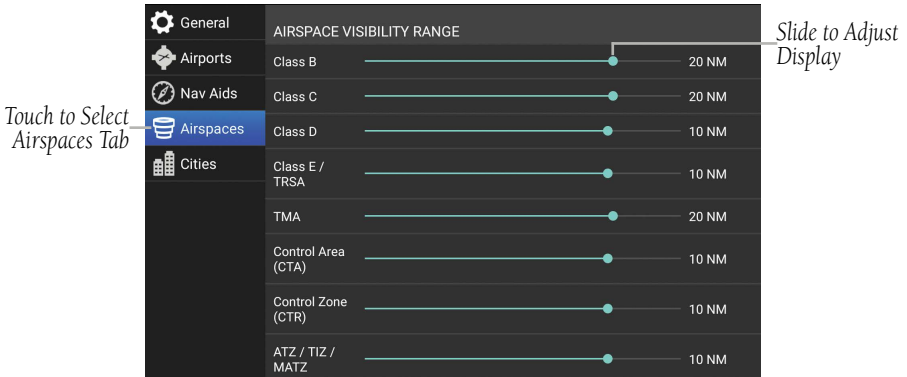 General
Airports
Nav Aids
Airspaces
Cities
Touch to Select
Airspaces Tab
AIRSPACE VISIBILITY RANGE
Class B 20 NM
Class C 20 NM
Class D 10 NM
Class E /
TRSA 10 NM
TMA 20 NM
Control Area
(CTA) 10 NM
Control Zone
(CTR) 10 NM
ATZ / TIZ /
MATZ 10 NM
Slide to Adjust
Display